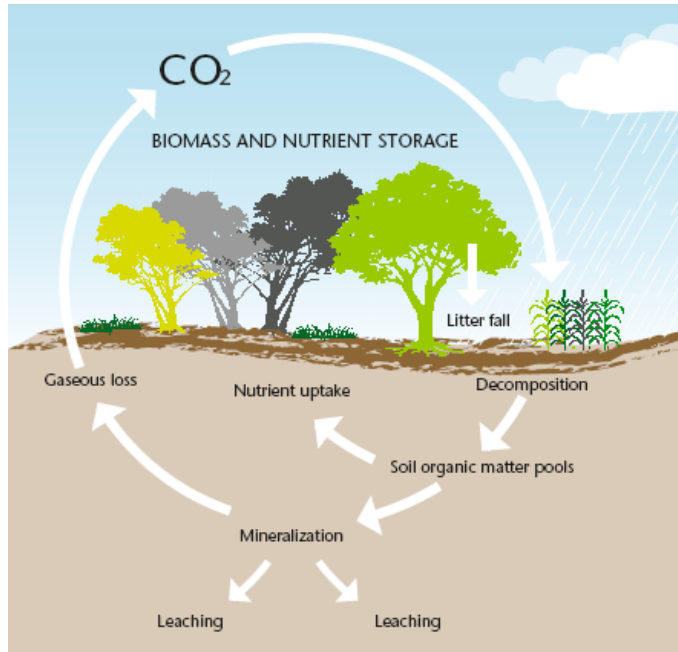 CO₂
BIOMASS AND NUTRIENT STORAGE
Litter fall
Gaseous loss
Nutrient uptake
Decomposition
Soil organic matter pools
Mineralization
Leaching
Leaching